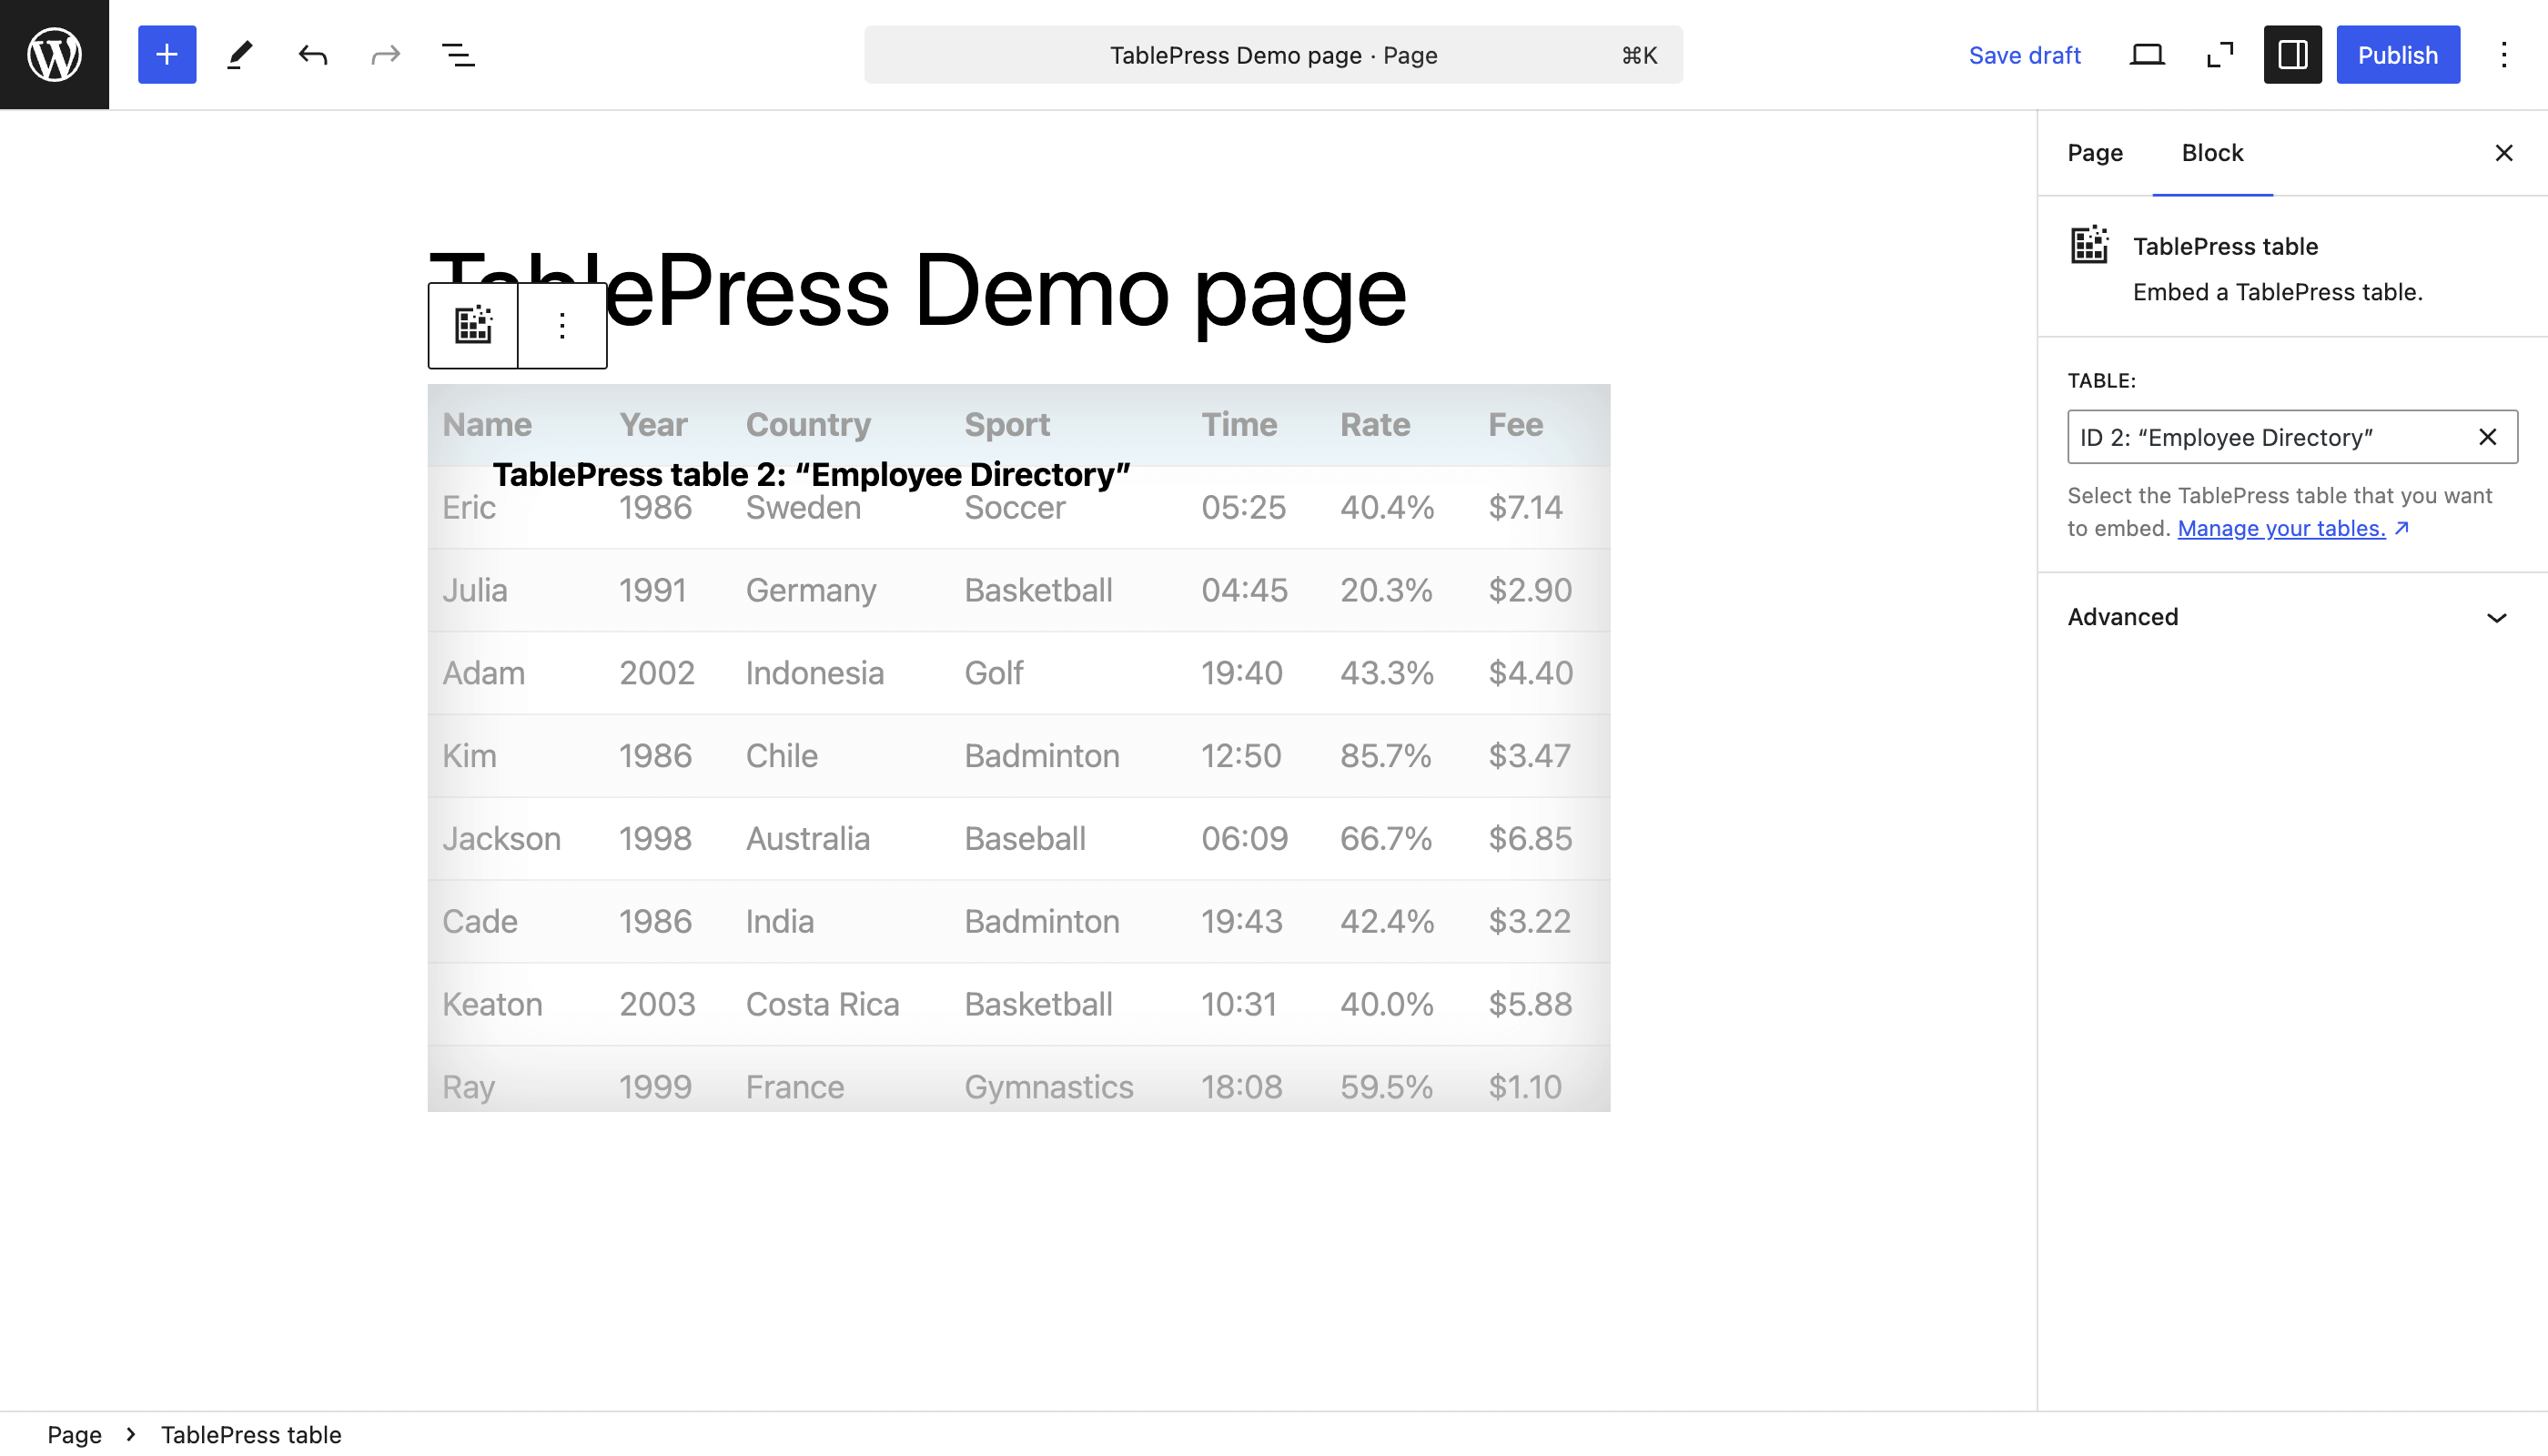 TablePress Demo page · Page ⌘K
Save draft
Publish
TablePress Demo page
Name Year Country Sport Time Rate Fee
TablePress table 2: “Employee Directory”
Eric 1986 Sweden Soccer 05:25 40.4% $7.14
Julia 1991 Germany Basketball 04:45 20.3% $2.90
Adam 2002 Indonesia Golf 19:40 43.3% $4.40
Kim 1986 Chile Badminton 12:50 85.7% $3.47
Jackson 1998 Australia Baseball 06:09 66.7% $6.85
Cade 1986 India Badminton 19:43 42.4% $3.22
Keaton 2003 Costa Rica Basketball 10:31 40.0% $5.88
Ray 1999 France Gymnastics 18:08 59.5% $1.10
Page Block
TablePress table
Embed a TablePress table.
TABLE:
ID 2: “Employee Directory”
Select the TablePress table that you want
to embed. Manage your tables. ↗
Advanced
Page › TablePress table